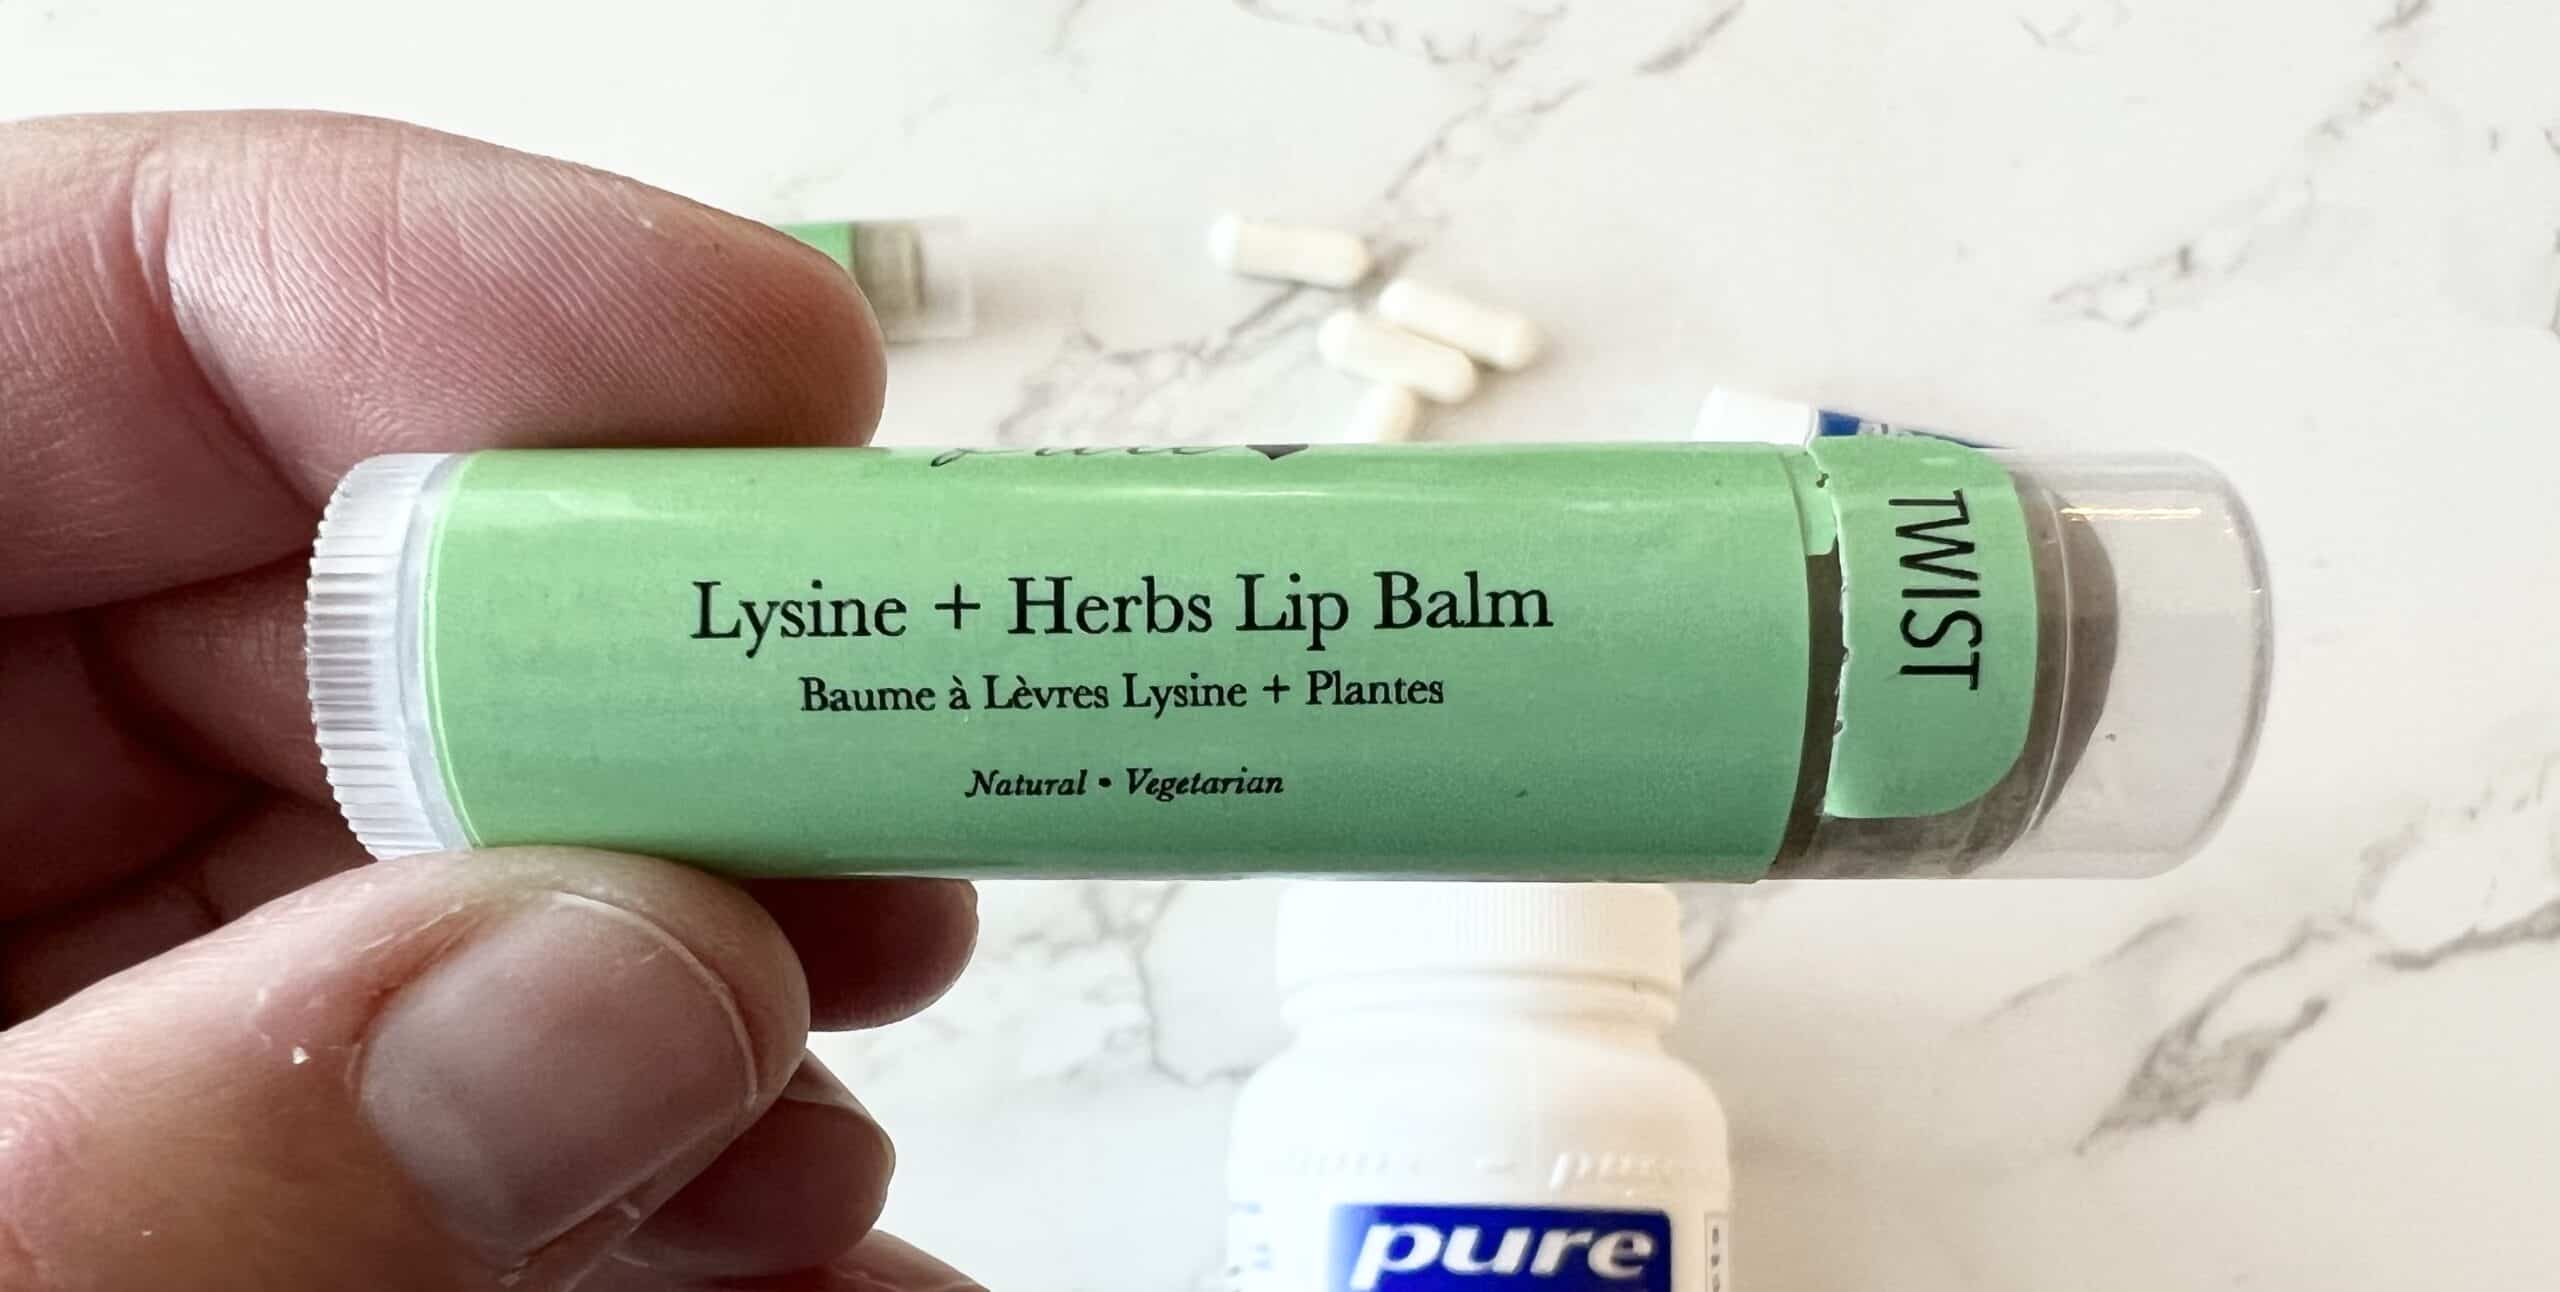 Lysine + Herbs Lip Balm
Baume à Lèvres Lysine + Plantes
Natural • Vegetarian
TWIST
pure